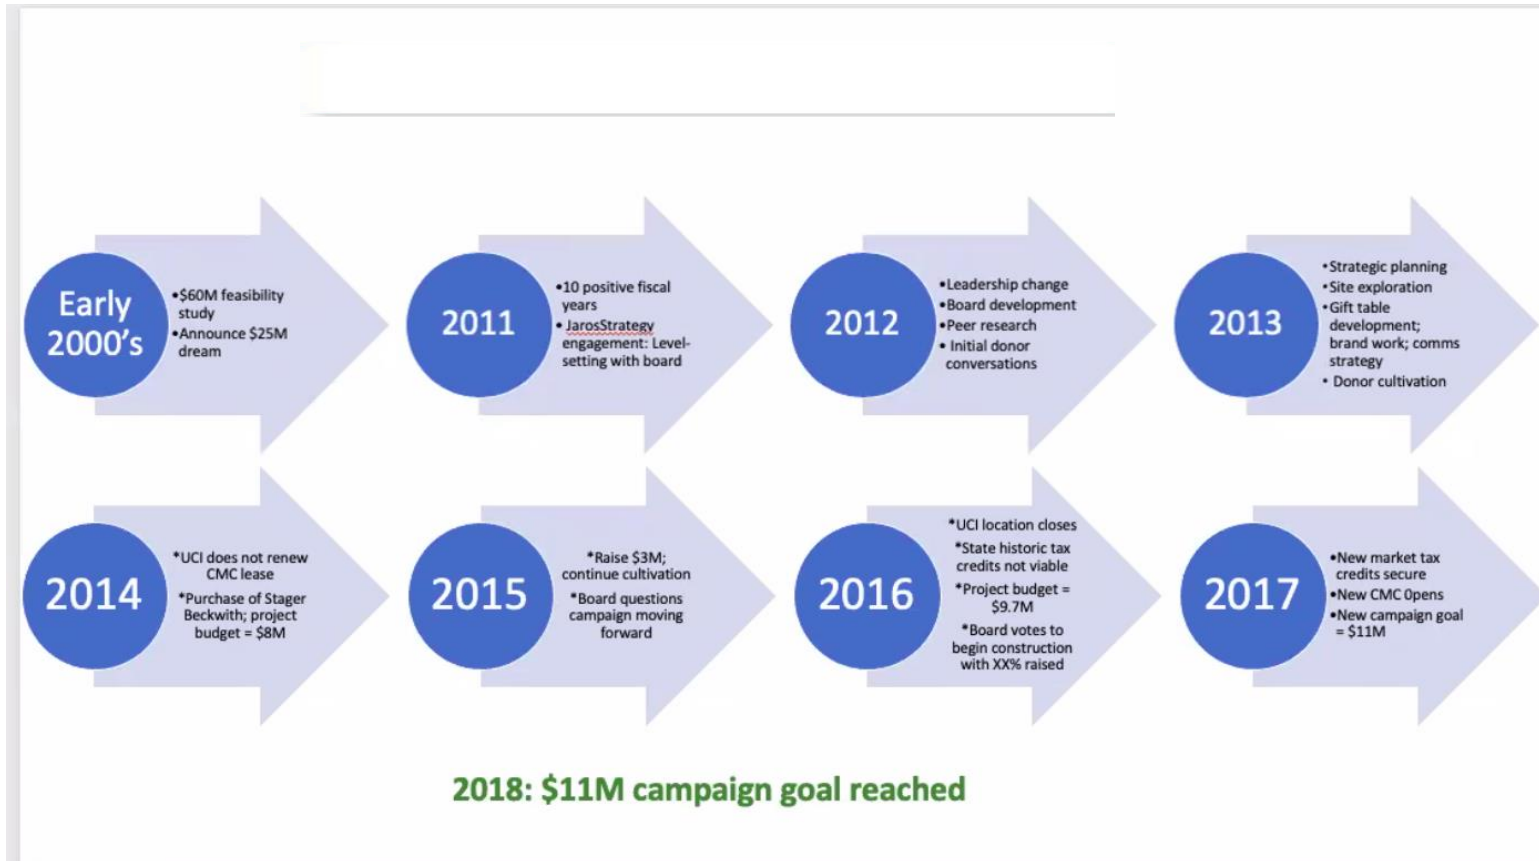 Early
2000's
•$60M feasibility
study
•Announce $25M
dream
2011
•10 positive fiscal
years
• JarosStrategy
engagement: Level-
setting with board
2012
•Leadership change
•Board development
•Peer research
• Initial donor
conversations
2013
•Strategic planning
•Site exploration
•Gift table
development;
brand work; comms
strategy
• Donor cultivation
2014
*UCI does not renew
CMC lease
*Purchase of Stager
Beckwith; project
budget = $8M
2015
*Raise $3M;
continue cultivation
*Board questions
campaign moving
forward
2016
*UCI location closes
*State historic tax
credits not viable
*Project budget =
$9.7M
*Board votes to
begin construction
with XX% raised
2017
•New market tax
credits secure
•New CMC Opens
•New campaign goal
= $11M
2018: $11M campaign goal reached